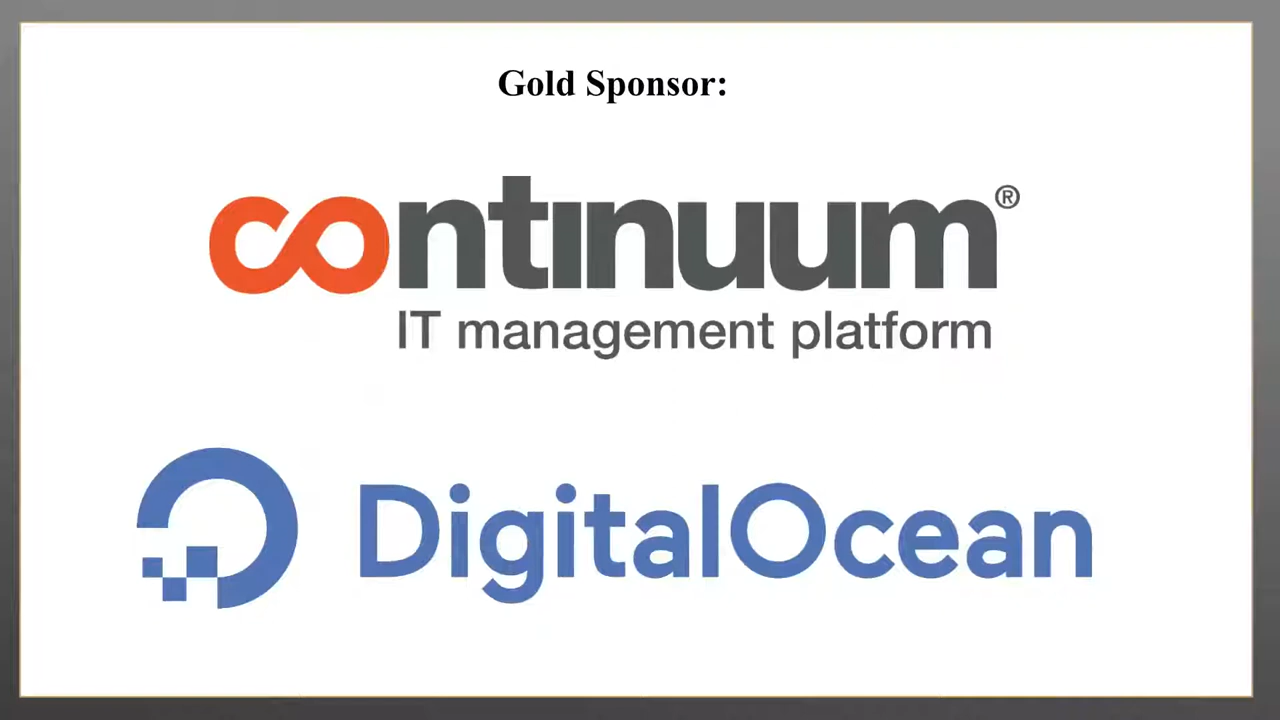 Gold Sponsor:
continuum®
IT management platform
DigitalOcean